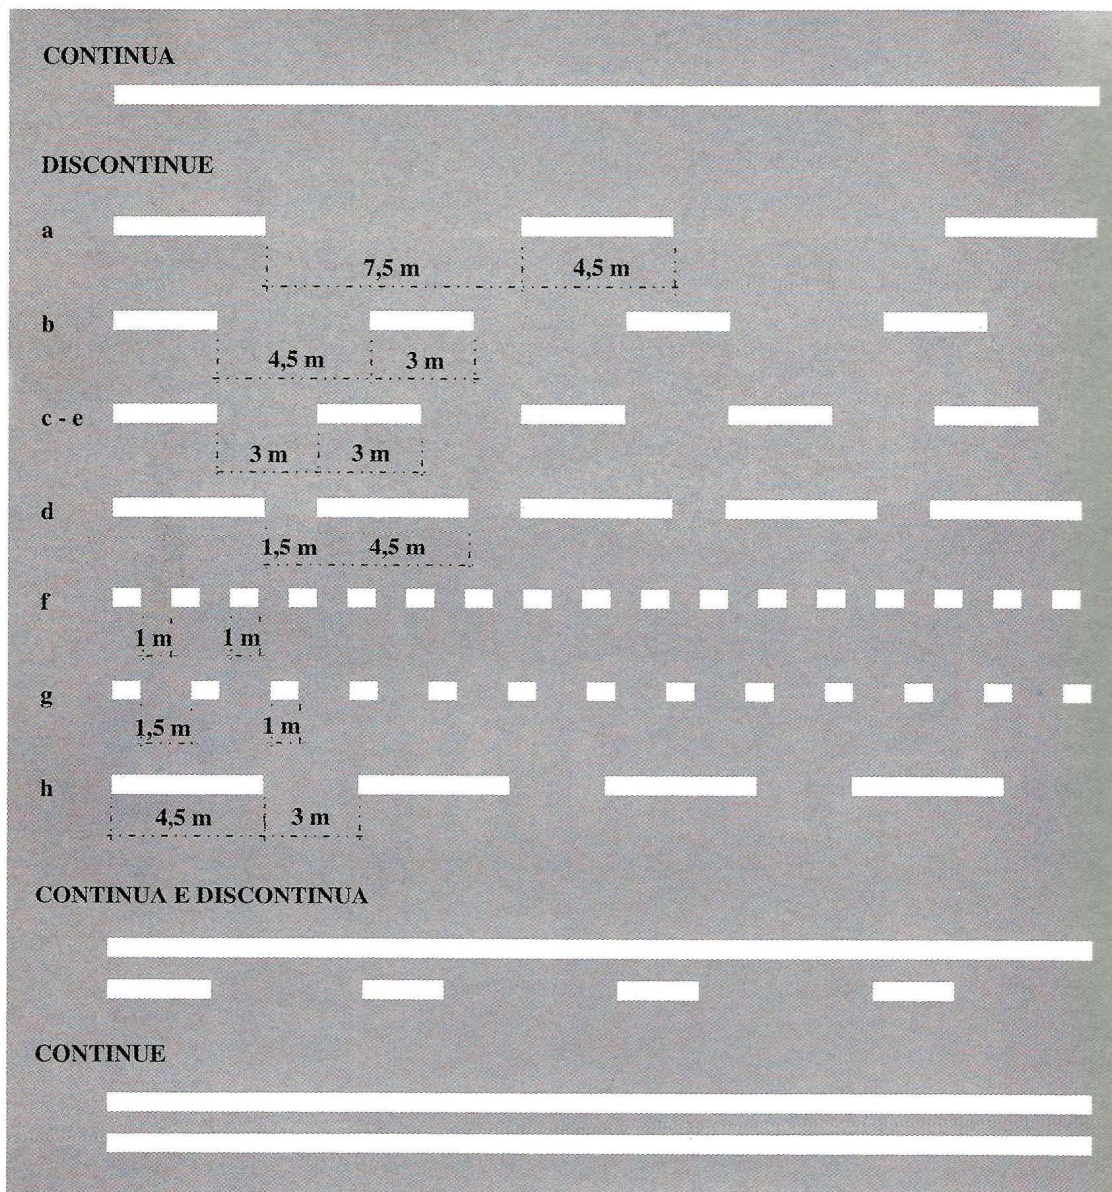 CONTINUA
DISCONTINUE
a
7,5 m 4,5 m
b
4,5 m 3 m
c - e
3 m 3 m
d
1,5 m 4,5 m
f
1 m 1 m
g
1,5 m 1 m
h
4,5 m 3 m
CONTINUA E DISCONTINUA
CONTINUE